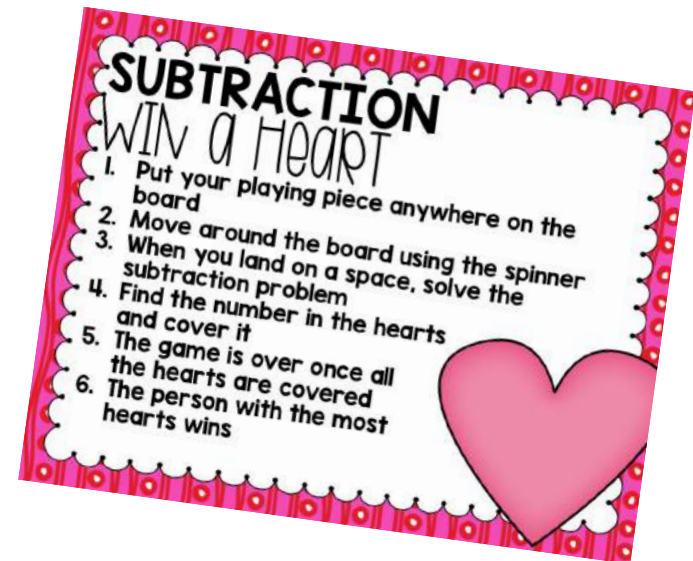 SUBTRACTION
WIN a HeaRT
1. Put your playing piece anywhere on the
board
2. Move around the board using the spinner
3. When you land on a space, solve the
subtraction problem
4. Find the number in the hearts
and cover it
5. The game is over once all
the hearts are covered
6. The person with the most
hearts wins